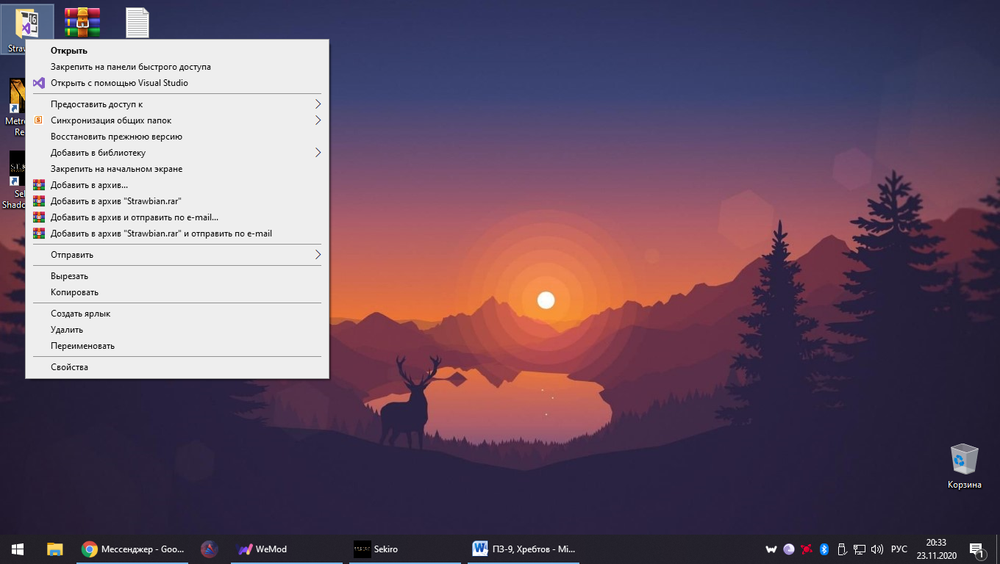 Открыть
Закрепить на панели быстрого доступа
Открыть с помощью Visual Studio
Предоставить доступ к
Синхронизация общих папок
Восстановить прежнюю версию
Добавить в библиотеку
Закрепить на начальном экране
Добавить в архив...
Добавить в архив "Strawbian.rar"
Добавить в архив и отправить по e-mail...
Добавить в архив "Strawbian.rar" и отправить по e-mail
Отправить
Вырезать
Копировать
Создать ярлык
Удалить
Переименовать
Свойства
Straw
Metr
Re
Sel
Shado
Корзина
Мессенджер - Goo...
WeMod
Sekiro
ПЗ-9, Хребтов - Mi...
РУС
20:33
23.11.2020
1